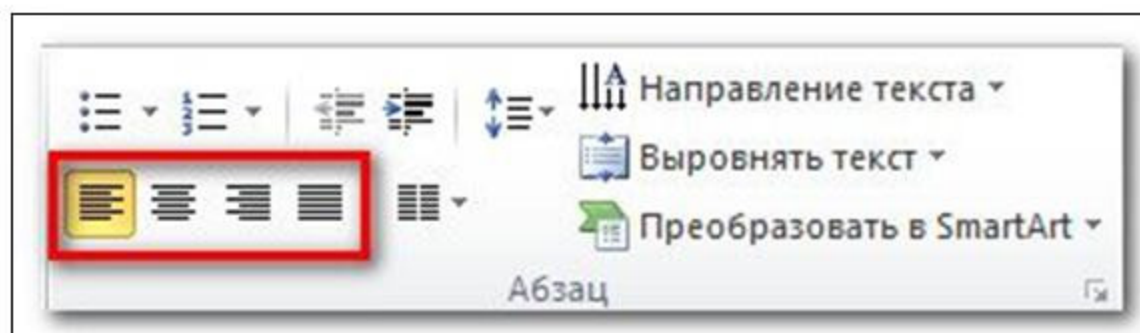 Направление текста
Выровнять текст
Преобразовать в SmartArt
Абзац